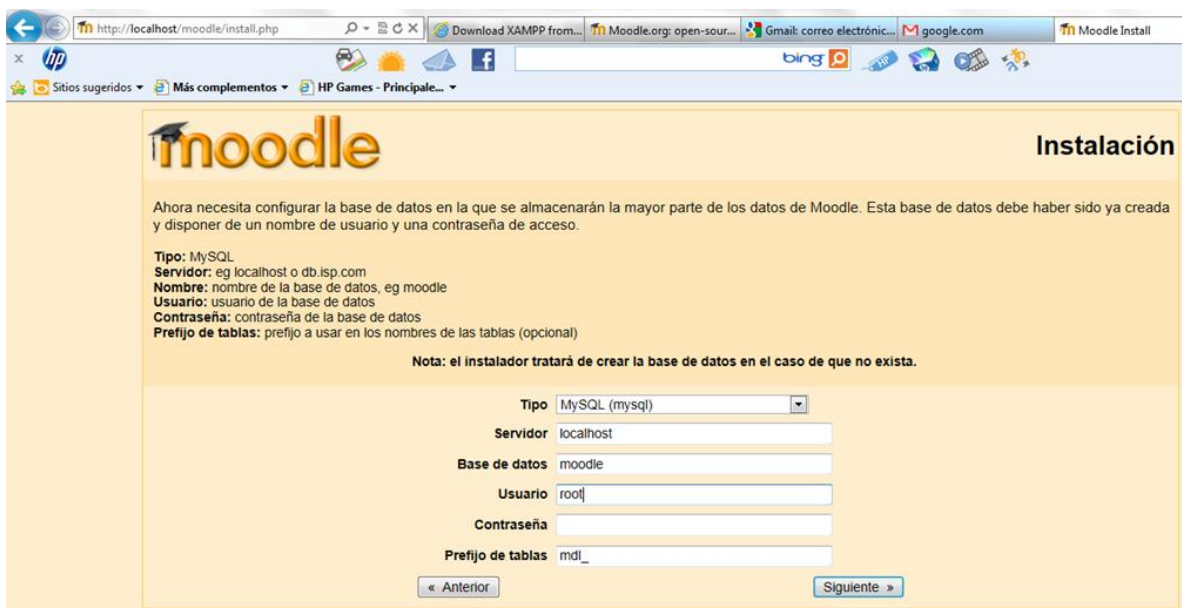 http://localhost/moodle/install.php
Download XAMPP from...
Moodle.org: open-sour...
Gmail: correo electrónic...
google.com
Moodle Install
hp
bing
Sitios sugeridos
Más complementos
HP Games - Principale...
moodle
Instalación
Ahora necesita configurar la base de datos en la que se almacenarán la mayor parte de los datos de Moodle. Esta base de datos debe haber sido ya creada
y disponer de un nombre de usuario y una contraseña de acceso.
Tipo: MySQL
Servidor: eg localhost o db.isp.com
Nombre: nombre de la base de datos, eg moodle
Usuario: usuario de la base de datos
Contraseña: contraseña de la base de datos
Prefijo de tablas: prefijo a usar en los nombres de las tablas (opcional)
Nota: el instalador tratará de crear la base de datos en el caso de que no exista.
Tipo MySQL (mysql)
Servidor localhost
Base de datos moodle
Usuario root
Contraseña
Prefijo de tablas mdl_
« Anterior
Siguiente »